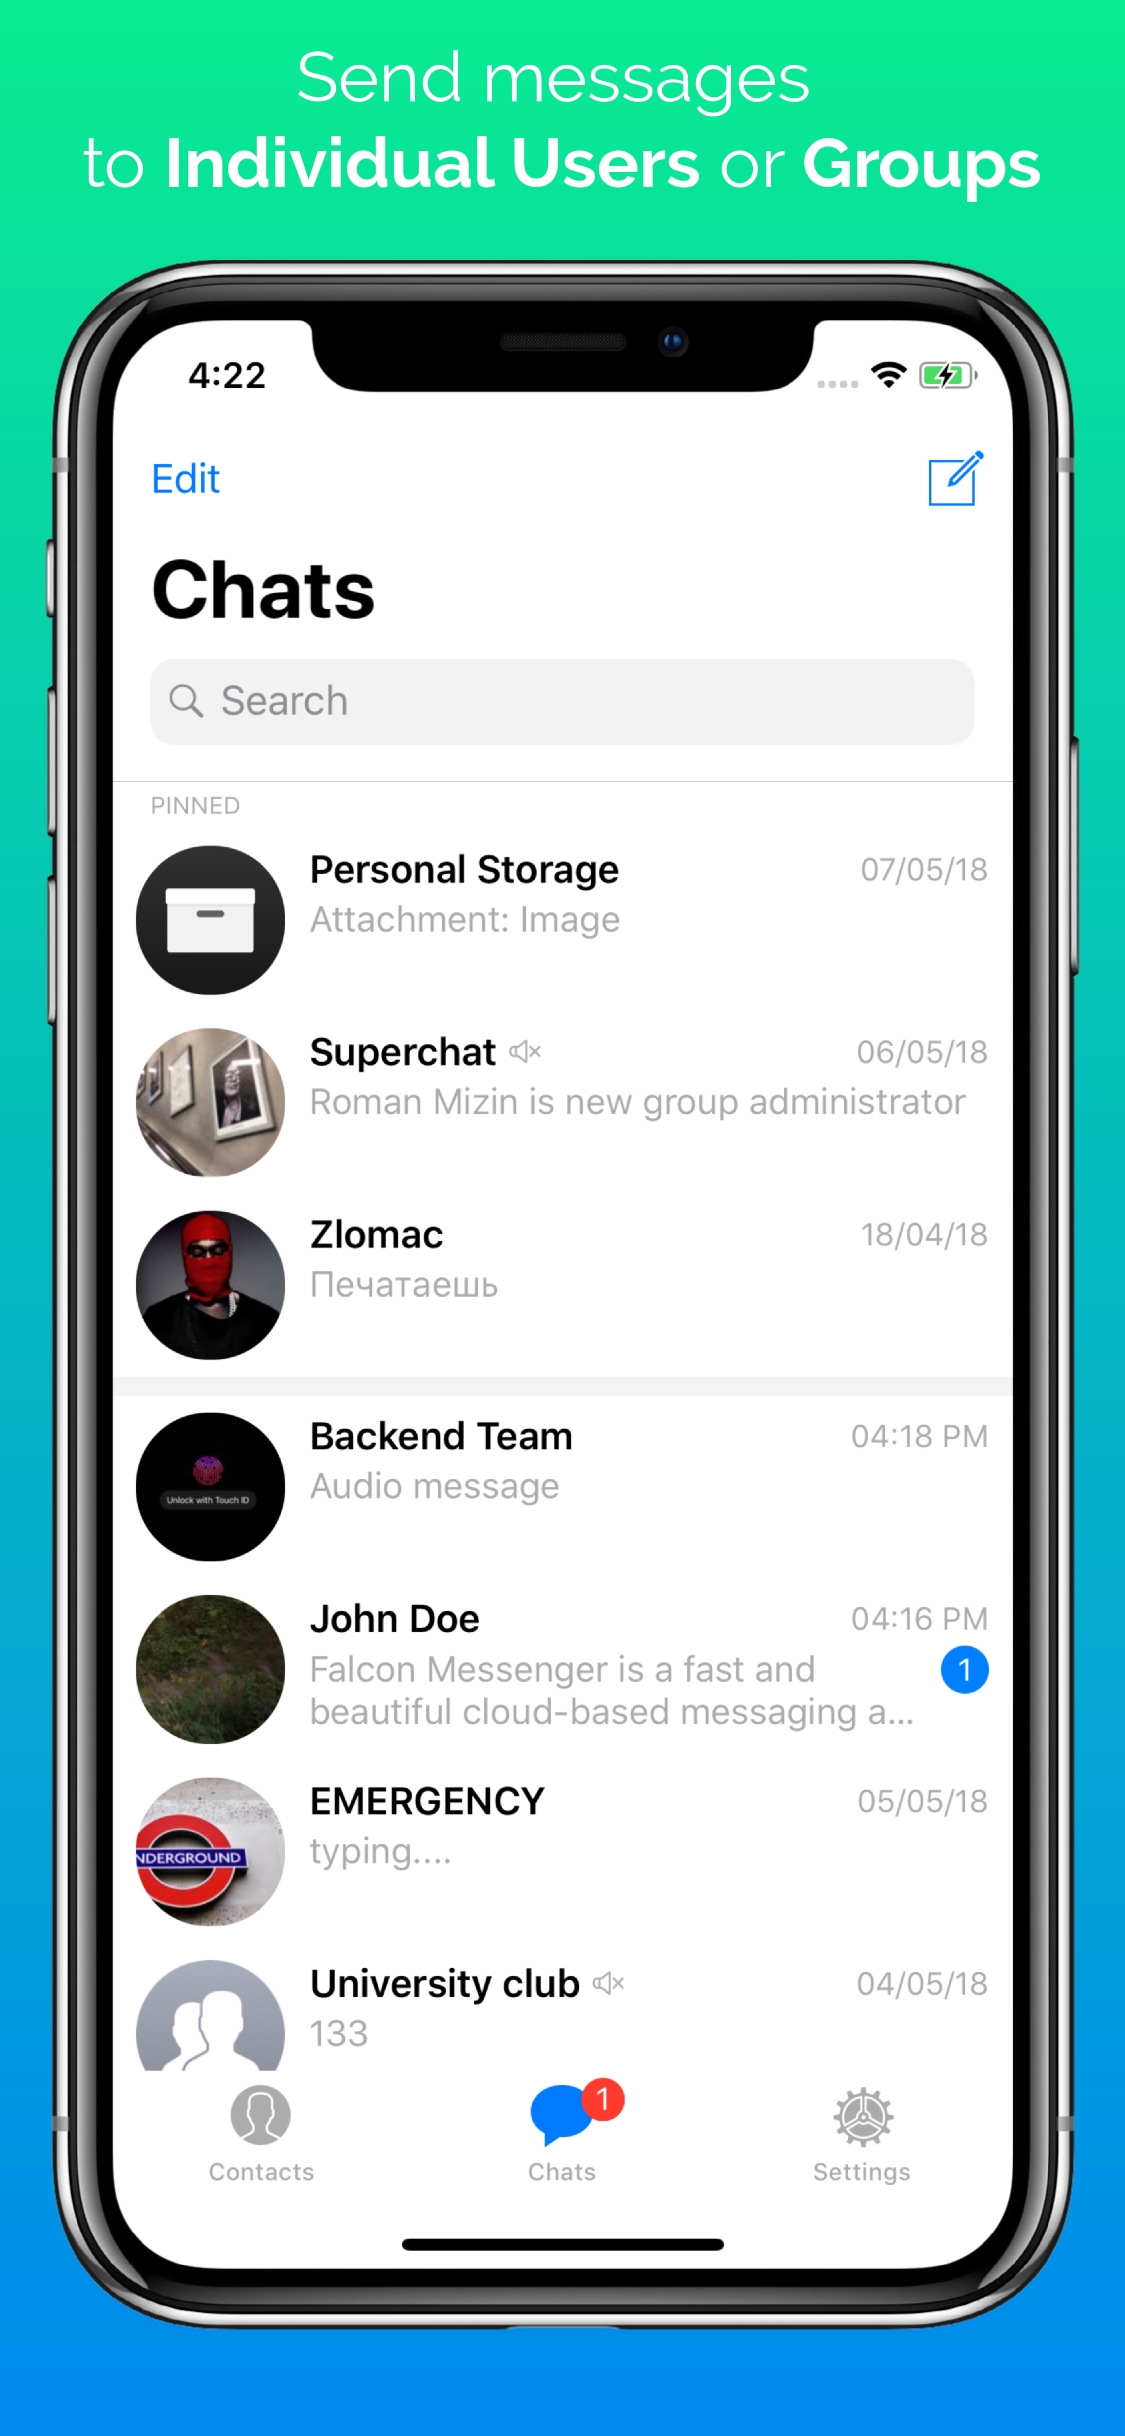 Send messages
to Individual Users or Groups
4:22
Edit
Chats
Search
PINNED
Personal Storage 07/05/18
Attachment: Image
Superchat 06/05/18
Roman Mizin is new group administrator
Zlomac 18/04/18
Печатаешь
Backend Team 04:18 PM
Audio message
Unlock with Touch ID
John Doe 04:16 PM
Falcon Messenger is a fast and
1
beautiful cloud-based messaging a...
EMERGENCY 05/05/18
typing....
NDERGROUND
University club 04/05/18
133
1
Contacts Chats Settings